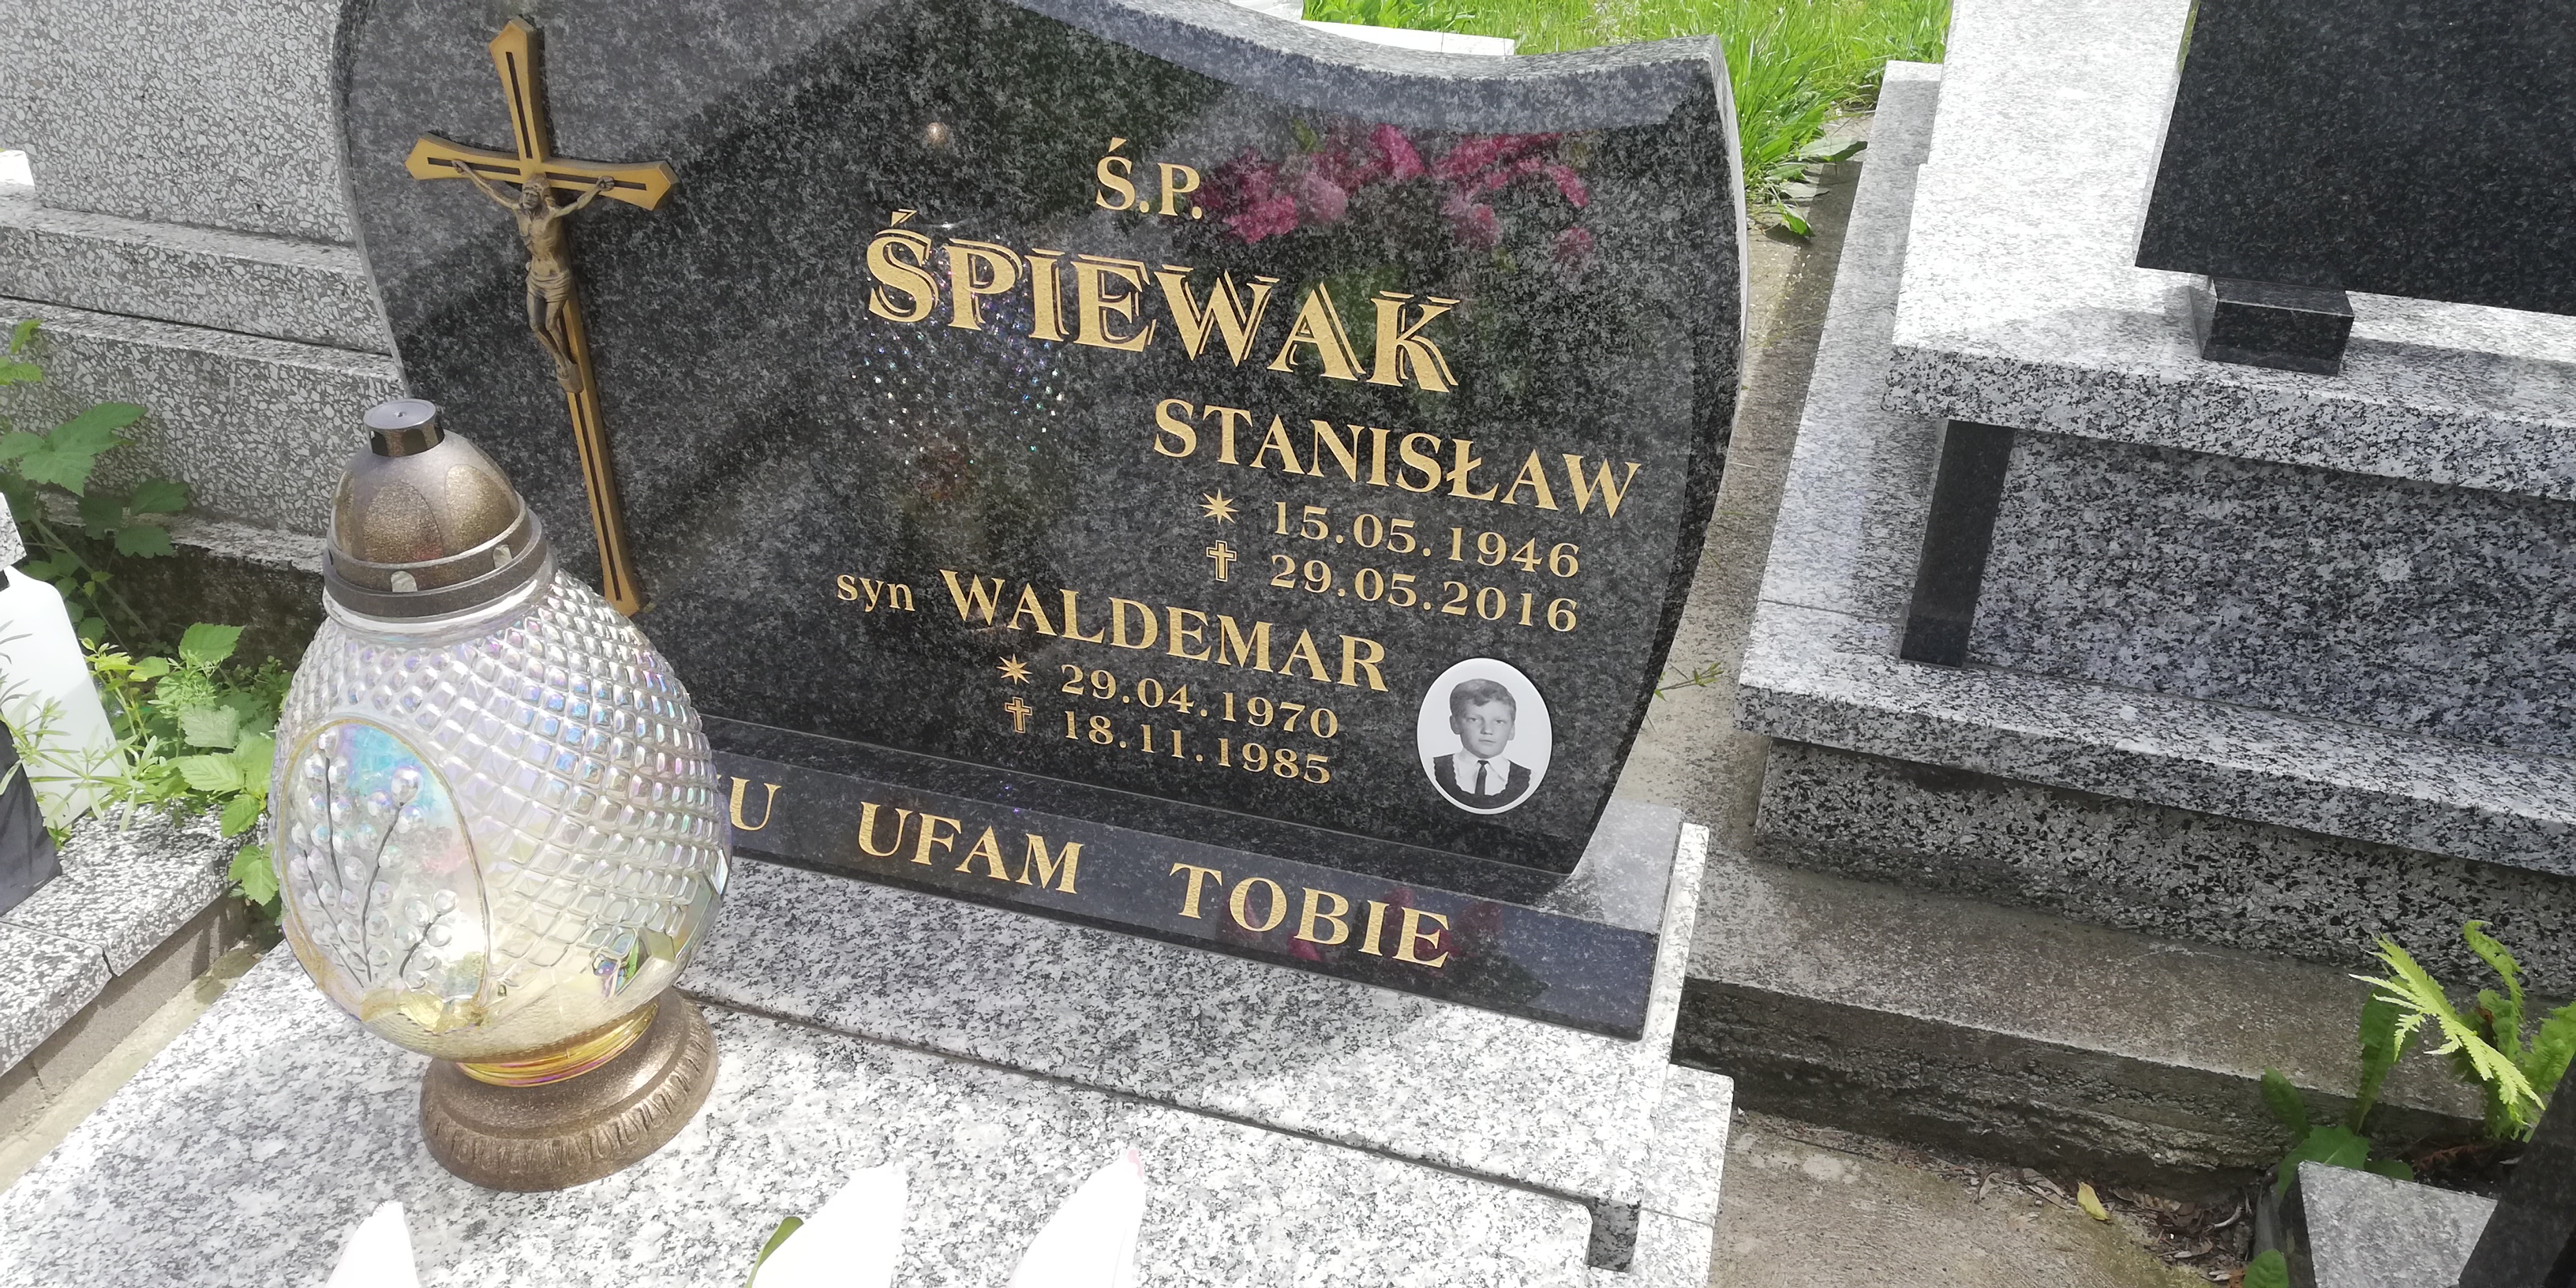 Ś.P.
ŚPIEWAK
STANISŁAW
15.05.1946
29.05.2016
syn WALDEMAR
29.04.1970
18.11.1985
UFAM TOBIE